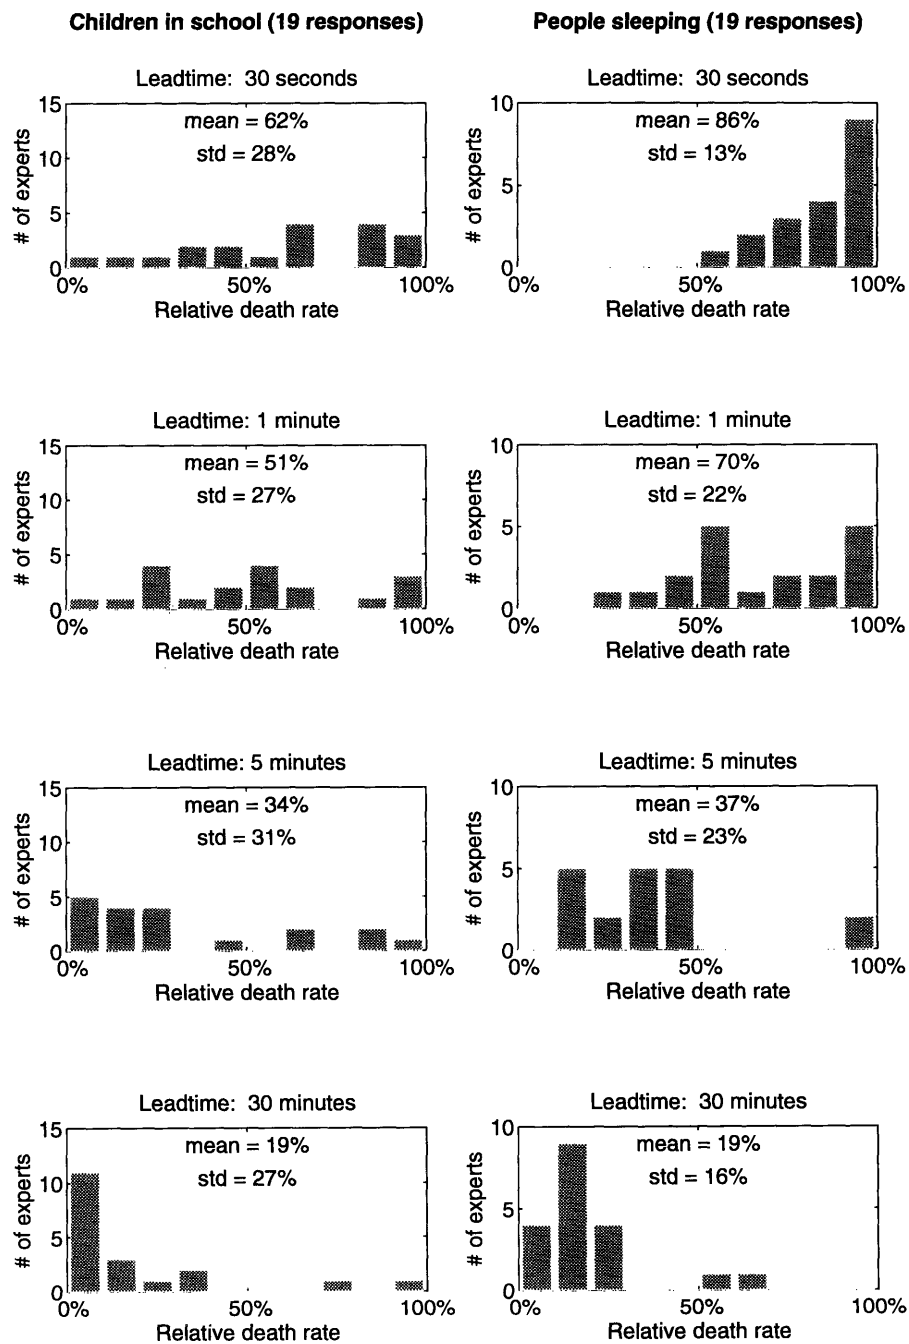 Children in school (19 responses)
People sleeping (19 responses)
Leadtime: 30 seconds
mean = 62%
std = 28%
# of experts
15
10
5
0
0%
50%
100%
Relative death rate
Leadtime: 30 seconds
mean = 86%
std = 13%
# of experts
10
5
0
0%
50%
100%
Relative death rate
Leadtime: 1 minute
mean = 51%
std = 27%
# of experts
15
10
5
0
0%
50%
100%
Relative death rate
Leadtime: 1 minute
mean = 70%
std = 22%
# of experts
10
5
0
0%
50%
100%
Relative death rate
Leadtime: 5 minutes
mean = 34%
std = 31%
# of experts
15
10
5
0
0%
50%
100%
Relative death rate
Leadtime: 5 minutes
mean = 37%
std = 23%
# of experts
10
5
0
0%
50%
100%
Relative death rate
Leadtime: 30 minutes
mean = 19%
std = 27%
# of experts
15
10
5
0
0%
50%
100%
Relative death rate
Leadtime: 30 minutes
mean = 19%
std = 16%
# of experts
10
5
0
0%
50%
100%
Relative death rate